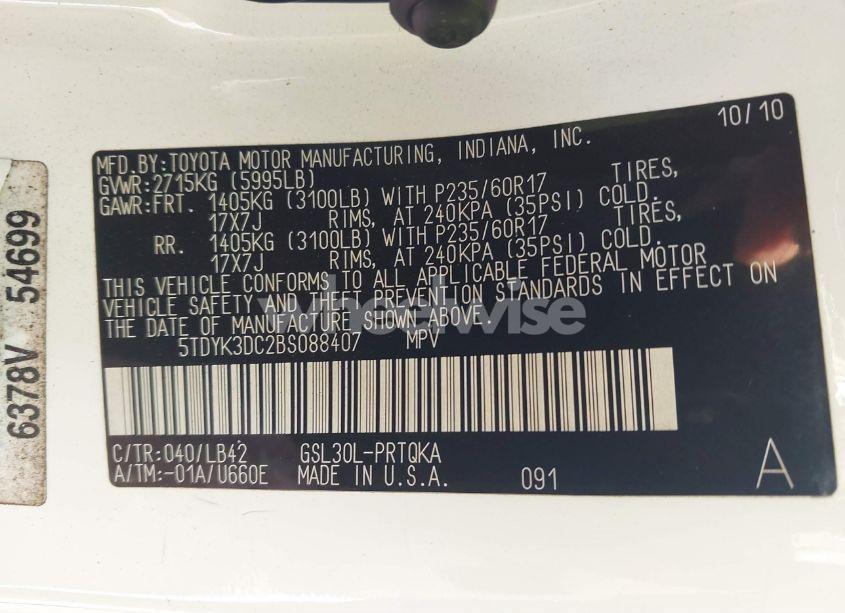 10/10
MFD.BY:TOYOTA MOTOR MANUFACTURING, INDIANA, INC.
GVWR:2715KG (5995LB)
GAWR:FRT. 1405KG (3100LB) WITH P235/60R17 TIRES,
17X7J RIMS, AT 240KPA (35PSI) COLD.
RR. 1405KG (3100LB) WITH P235/60R17 TIRES,
17X7J RIMS, AT 240KPA (35PSI) COLD.
THIS VEHICLE CONFORMS TO ALL APPLICABLE FEDERAL MOTOR
VEHICLE SAFETY AND THEFT PREVENTION STANDARDS IN EFFECT ON
THE DATE OF MANUFACTURE SHOWN ABOVE.
5TDYK3DC2BS088407 MPV
C/TR:040/LB42 GSL30L-PRTQKA
A/TM:-01A/U660E MADE IN U.S.A. 091 A
6378V 54699
wheelwise